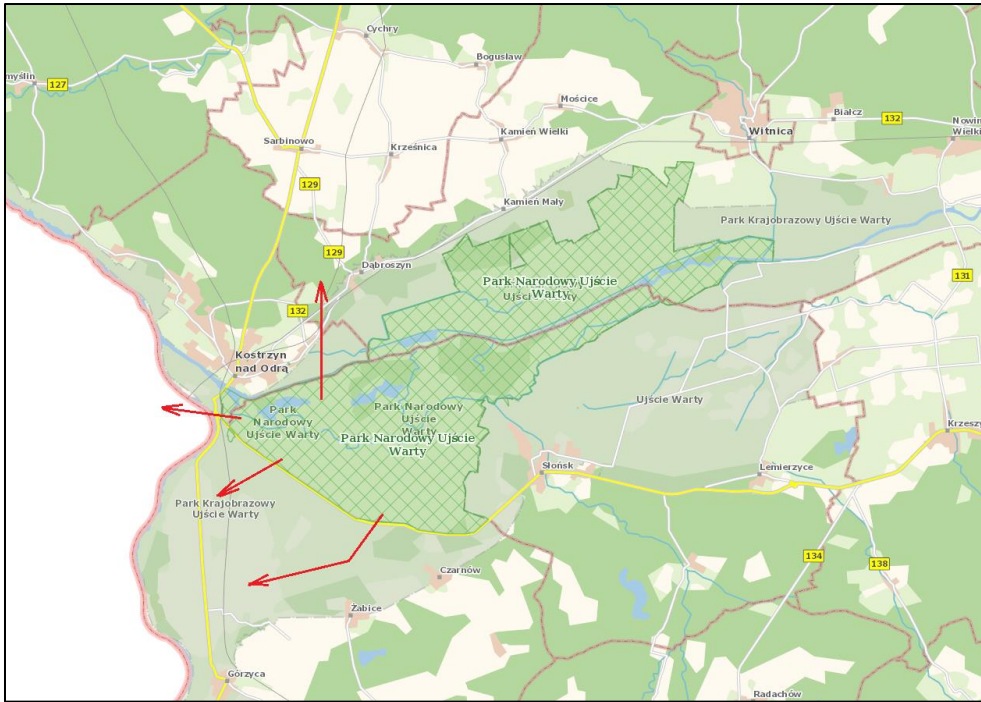 Cychry
Bogusław
myślin
127
Mościce
Białcz
132
Witnica
Nowin
Wielki
Sarbinowo
Krześnica
Kamień Wielki
129
Kamień Mały
Park Krajobrazowy Ujście Warty
129
Dąbroszyn
131
Park Narodowy Ujście
Warty
132
Kostrzyn
nad Odrą
Ujście Warty
Park
Narodowy
Ujście Warty
Park Narodowy
Ujście
Warty
Park Narodowy Ujście
Warty
Krzeszy
Słońsk
Lemierzyce
Park Krajobrazowy
Ujście Warty
134
138
Czarnów
Żabice
Górzyca
Radachów